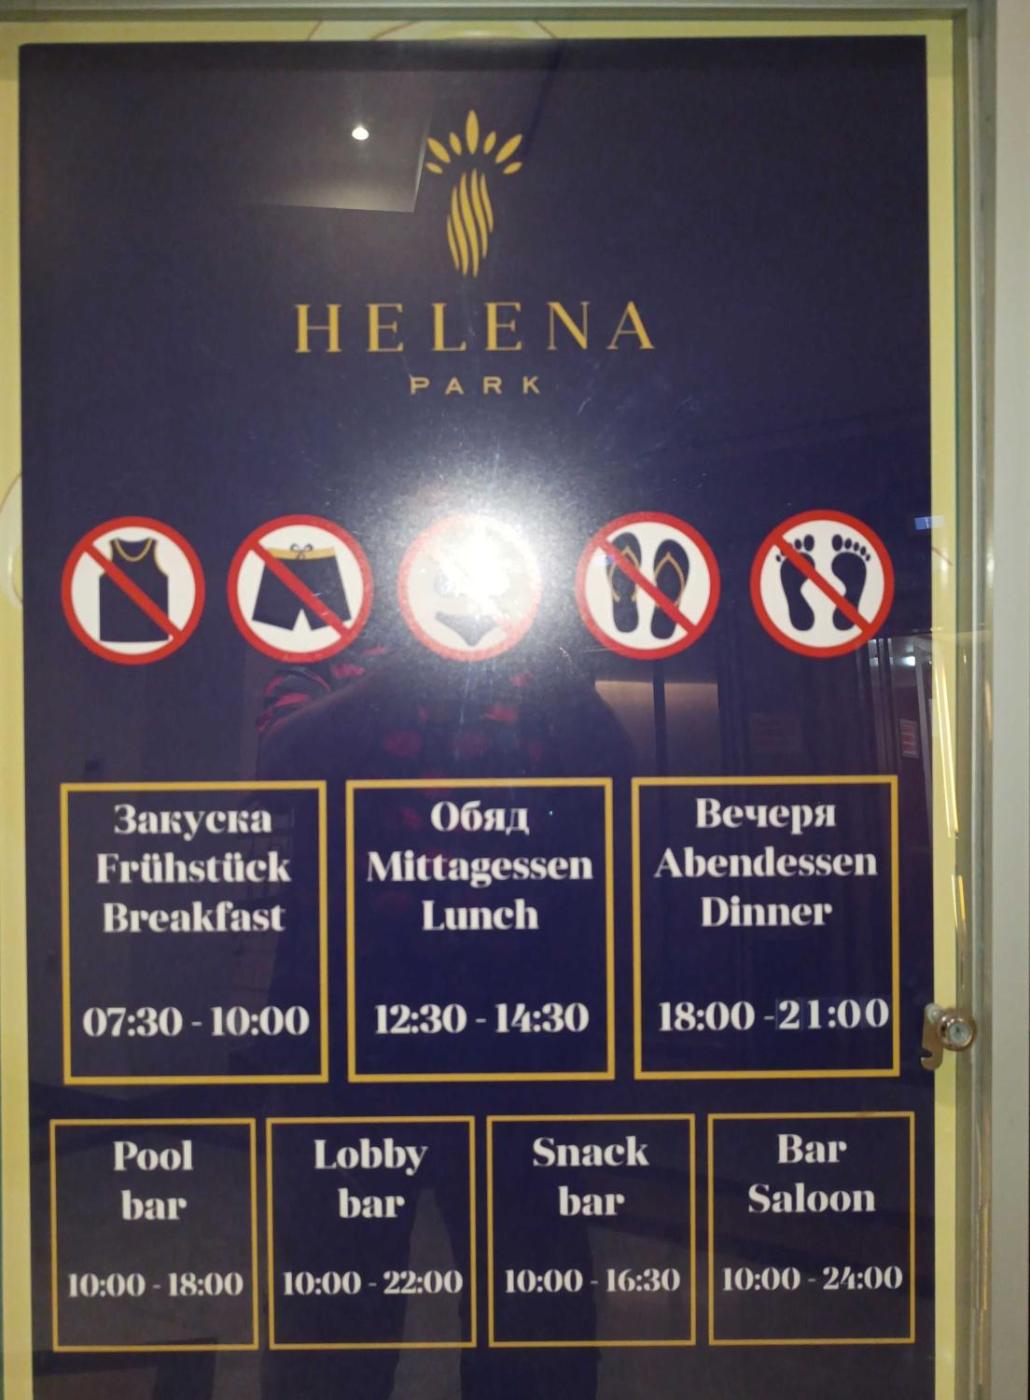 HELENA
PARK
Закуска
Frühstück
Breakfast
07:30 - 10:00
Обяд
Mittagessen
Lunch
12:30 - 14:30
Вечеря
Abendessen
Dinner
18:00 -21:00
Pool
bar
10:00 - 18:00
Lobby
bar
10:00 - 22:00
Snack
bar
10:00 - 16:30
Bar
Saloon
10:00 - 24:00